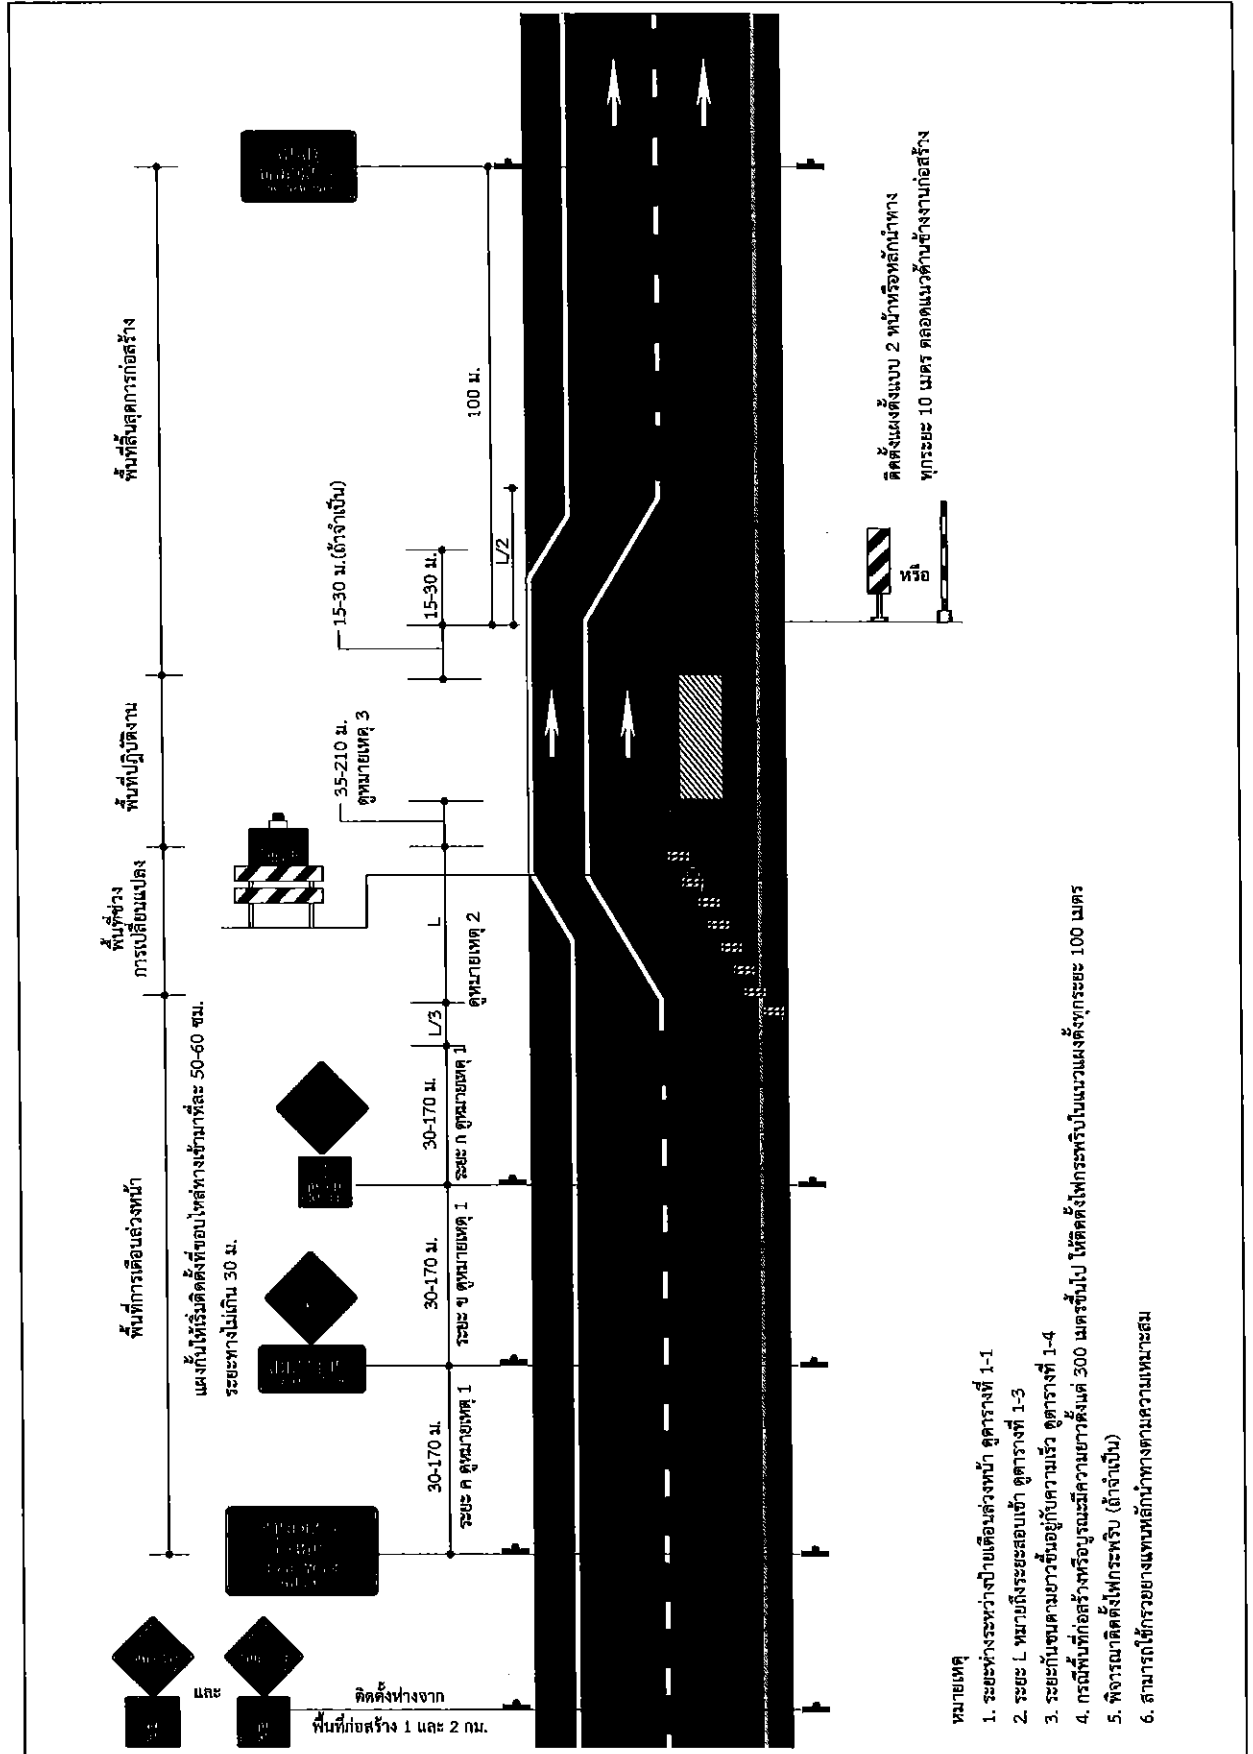 พื้นที่การเตือนล่วงหน้า
พื้นที่ช่วง
การเปลี่ยนแปลง
พื้นที่ปฏิบัติงาน
พื้นที่สิ้นสุดการก่อสร้าง
แผงกั้นให้เริ่มติดตั้งที่ขอบไหล่ทางเข้ามาทีละ 50-60 ซม.
ระยะทางไม่เกิน 30 ม.
และ
ติดตั้งห่างจาก
พื้นที่ก่อสร้าง 1 และ 2 กม.
30-170 ม.
ระยะ ค ดูหมายเหตุ 1
30-170 ม.
ระยะ ข ดูหมายเหตุ 1
30-170 ม.
ระยะ ก ดูหมายเหตุ 1
L/3
L
ดูหมายเหตุ 2
35-210 ม.
ดูหมายเหตุ 3
15-30 ม.(ถ้าจำเป็น)
15-30 ม.
L/2
100 ม.
หรือ
ติดตั้งแผงตั้งแบบ 2 หน้าหรือหลักนำทาง
ทุกระยะ 10 เมตร ตลอดแนวด้านข้างงานก่อสร้าง
หมายเหตุ
1. ระยะห่างระหว่างป้ายเตือนล่วงหน้า ดูตารางที่ 1-1
2. ระยะ L หมายถึงระยะสอบเข้า ดูตารางที่ 1-3
3. ระยะกันชนตามยาวขึ้นอยู่กับความเร็ว ดูตารางที่ 1-4
4. กรณีพื้นที่ก่อสร้างหรือบูรณะมีความยาวตั้งแต่ 300 เมตรขึ้นไป ให้ติดตั้งไฟกระพริบในแนวแผงตั้งทุกระยะ 100 เมตร
5. พิจารณาติดตั้งไฟกระพริบ (ถ้าจำเป็น)
6. สามารถใช้กรวยยางแทนหลักนำทางตามความเหมาะสม